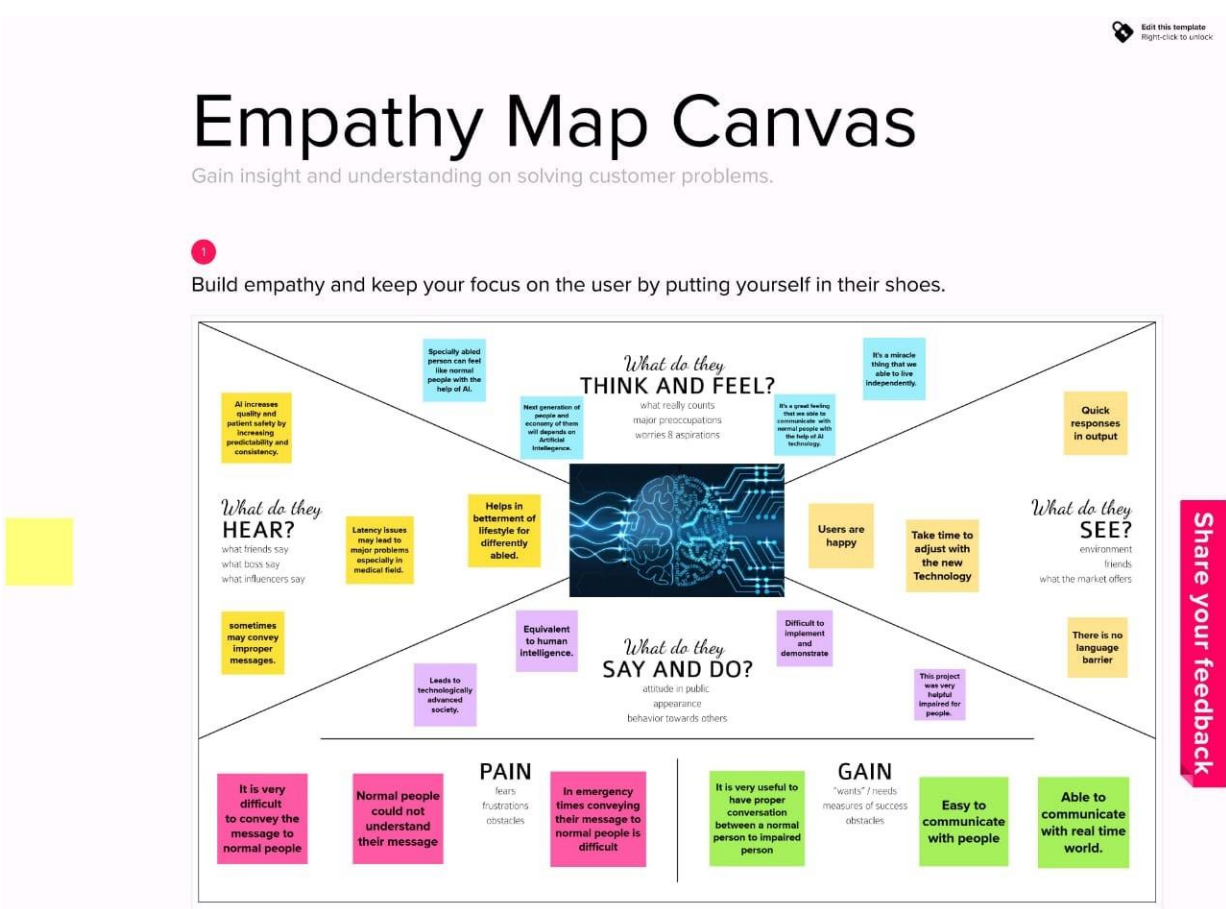 Edit this template
Right-click to unlock
Empathy Map Canvas
Gain insight and understanding on solving customer problems.
1
Build empathy and keep your focus on the user by putting yourself in their shoes.
What do they
THINK AND FEEL?
what really counts
major preoccupations
worries & aspirations
Specially abled
person can feel
like normal
people with the
help of AI.
Next generation of
people and
economy of them
will depends on
Artificial
Intellegence.
It's a great feeling
that we able to
communicate with
normal people with
the help of AI
technology.
It's a miracle
thing that we
able to live
independently.
AI increases
quality and
patient safety by
increasing
predictability and
consistency.
What do they
HEAR?
what friends say
what boss say
what influencers say
Latency issues
may lead to
major problems
especially in
medical field.
Helps in
betterment of
lifestyle for
differently
abled.
sometimes
may convey
improper
messages.
Quick
responses
in output
What do they
SEE?
environment
friends
what the market offers
Users are
happy
Take time to
adjust with
the new
Technology
There is no
language
barrier
What do they
SAY AND DO?
attitude in public
appearance
behavior towards others
Equivalent
to human
intelligence.
Leads to
technologically
advanced
society.
Difficult to
implement
and
demonstrate
This project
was very
helpful
impaired for
people.
PAIN
fears
frustrations
obstacles
It is very
difficult
to convey the
message to
normal people
Normal people
could not
understand
their message
In emergency
times conveying
their message to
normal people is
difficult
GAIN
"wants" / needs
measures of success
obstacles
It is very useful to
have proper
conversation
between a normal
person to impaired
person
Easy to
communicate
with people
Able to
communicate
with real time
world.
Share your feedback